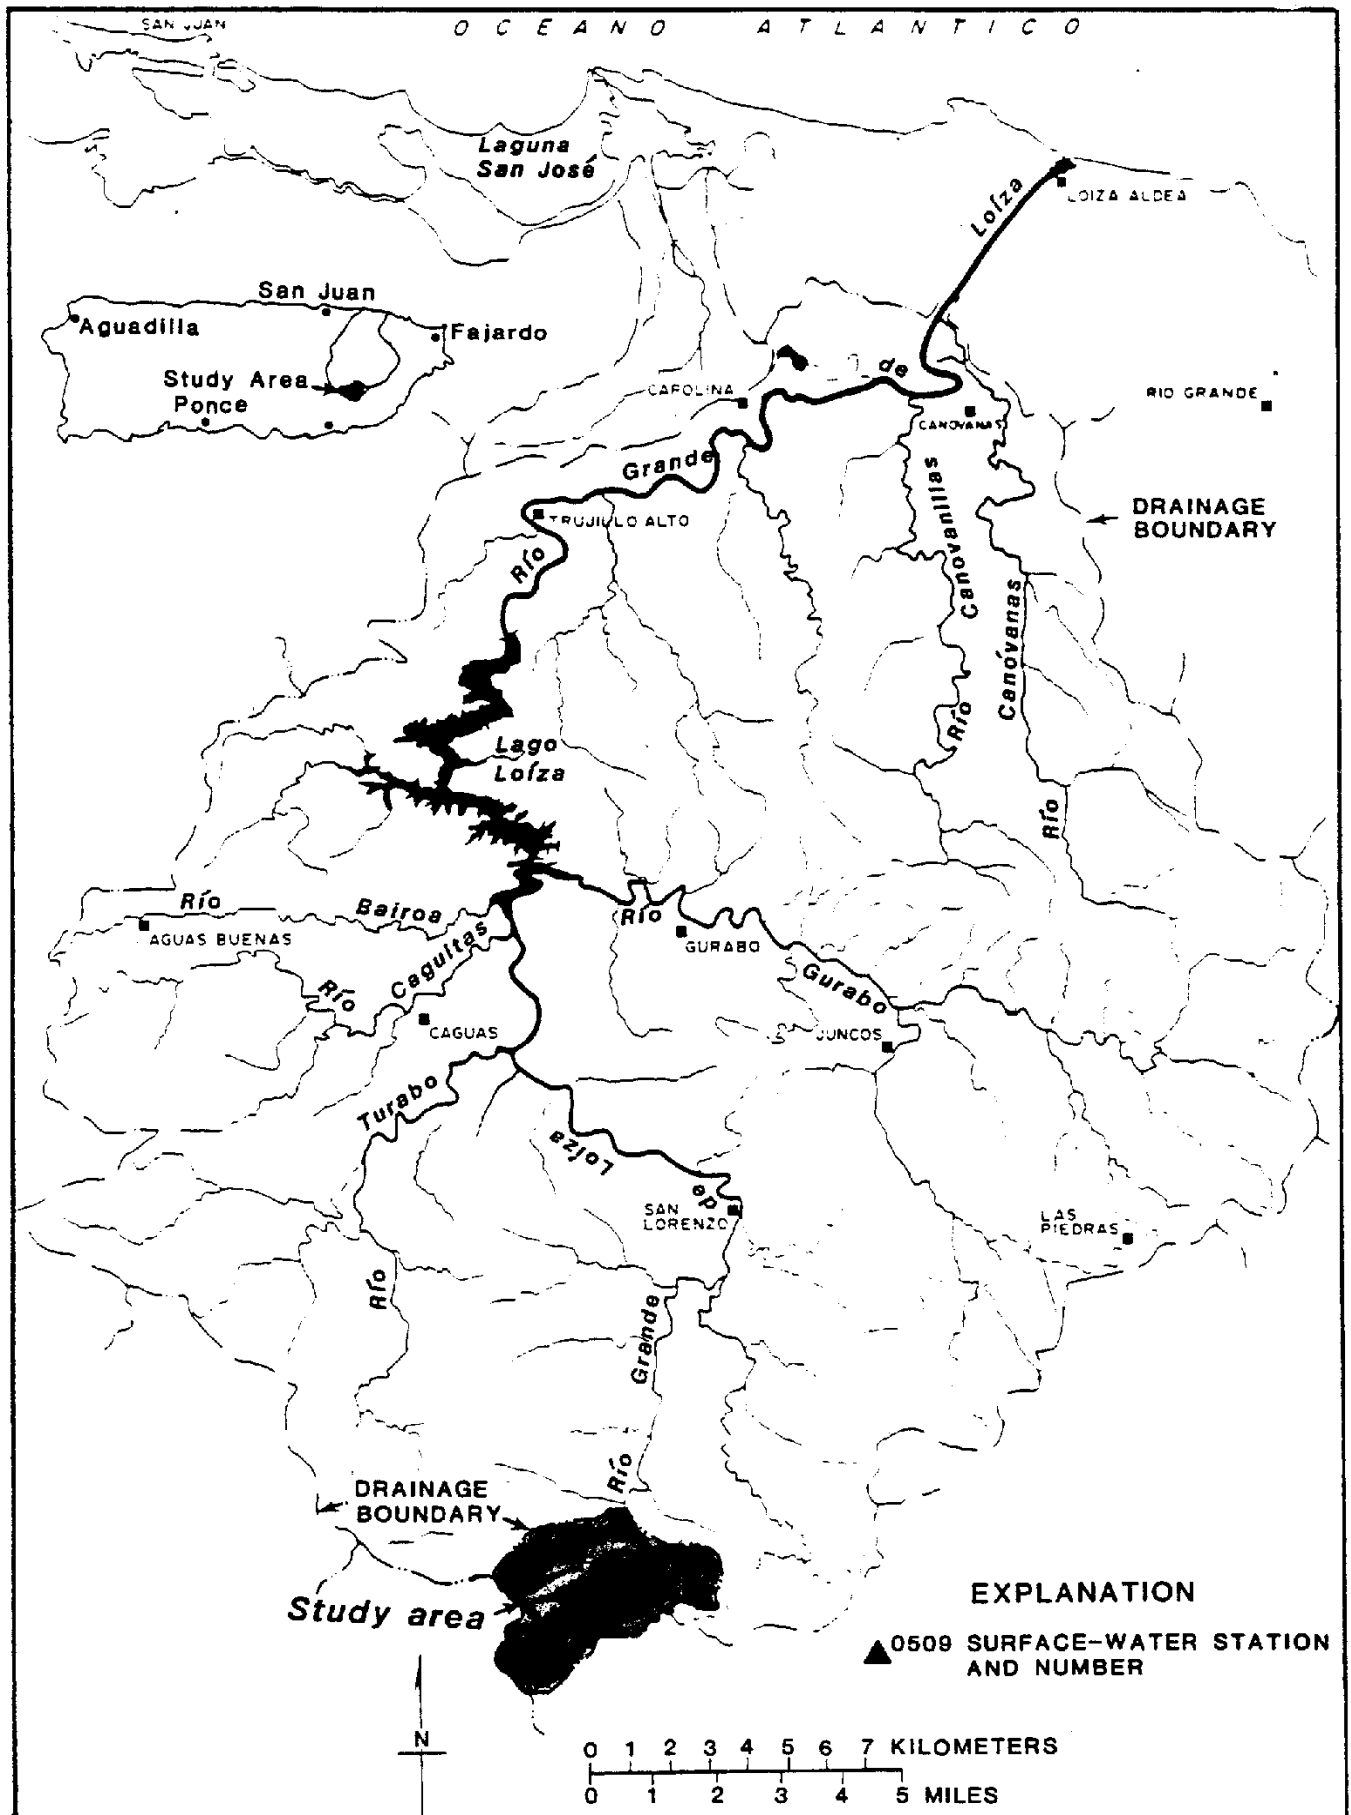 SAN JUAN
OCEANO ATLANTICO
Laguna
San José
Loíza
LOIZA ALDEA
San Juan
Aguadilla
Fajardo
Study Area
Ponce
de
CAROLINA
RIO GRANDE
CANOVANAS
Grande
Canovanillas
DRAINAGE
BOUNDARY
TRUJILLO ALTO
Río
Canóvanas
Río
Lago
Loíza
Río
Río
Bairoa
Río
AGUAS BUENAS
GURABO
Caguitas
Río
Gurabo
CAGUAS
JUNCOS
Turabo
Loíza
de
SAN
LORENZO
LAS
PIEDRAS
Río
Grande
Río
DRAINAGE
BOUNDARY
Study area
EXPLANATION
0509 SURFACE-WATER STATION
AND NUMBER
N
0 1 2 3 4 5 6 7 KILOMETERS
0 1 2 3 4 5 MILES